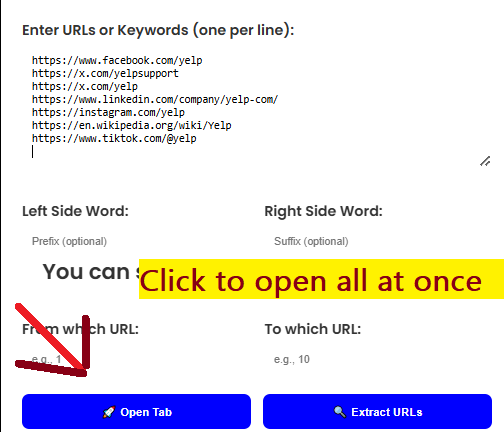 Enter URLs or Keywords (one per line):
https://www.facebook.com/yelp
https://x.com/yelpsupport
https://x.com/yelp
https://www.linkedin.com/company/yelp-com/
https://instagram.com/yelp
https://en.wikipedia.org/wiki/Yelp
https://www.tiktok.com/@yelp
Left Side Word: Right Side Word:
Prefix (optional) Suffix (optional)
You can s
Click to open all at once
From which URL: To which URL:
e.g., 1 e.g., 10
🚀 Open Tab 🔍 Extract URLs